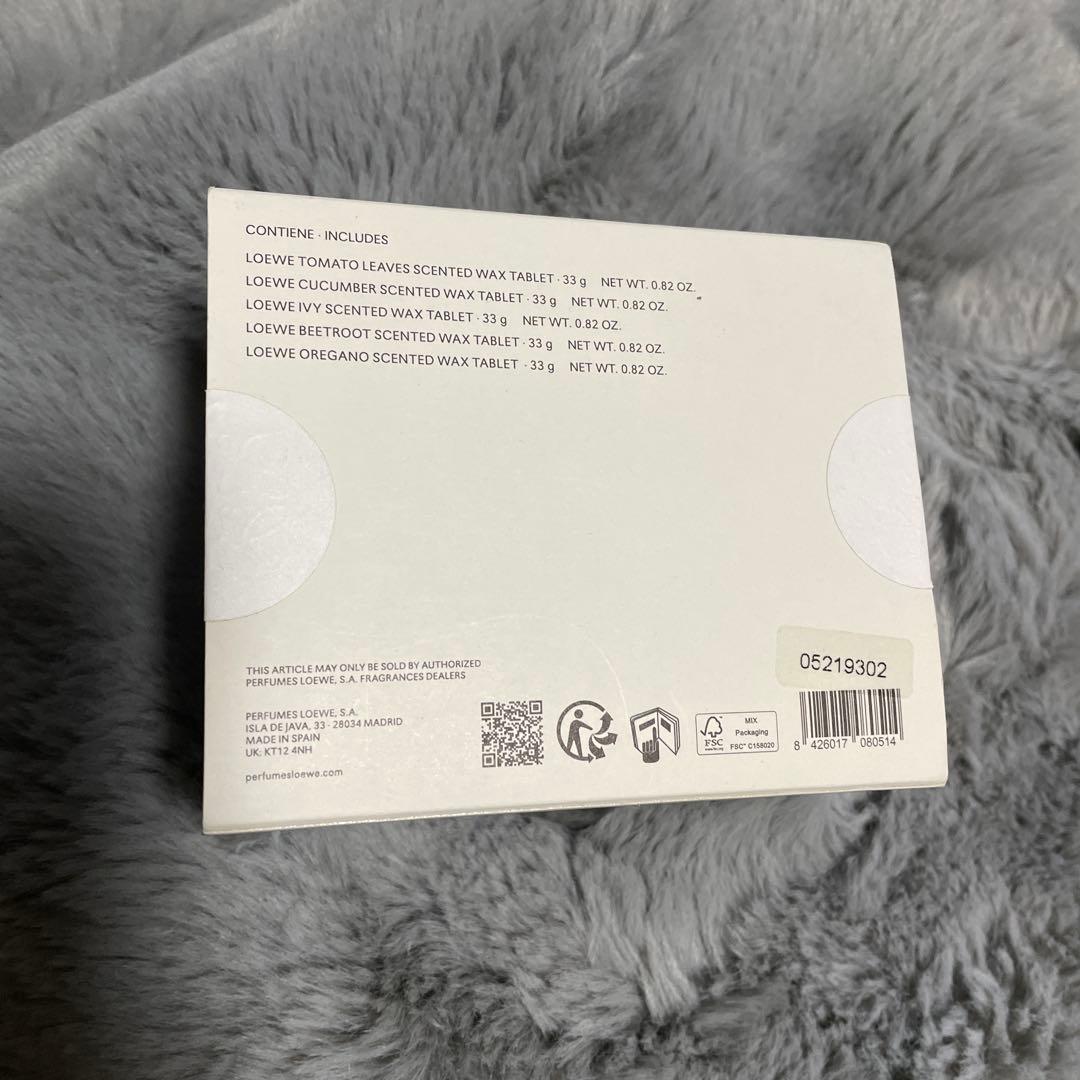 CONTIENE · INCLUDES
LOEWE TOMATO LEAVES SCENTED WAX TABLET · 33 g NET WT. 0.82 OZ.
LOEWE CUCUMBER SCENTED WAX TABLET · 33 g NET WT. 0.82 OZ.
LOEWE IVY SCENTED WAX TABLET · 33 g NET WT. 0.82 OZ.
LOEWE BEETROOT SCENTED WAX TABLET · 33 g NET WT. 0.82 OZ.
LOEWE OREGANO SCENTED WAX TABLET · 33 g NET WT. 0.82 OZ.
THIS ARTICLE MAY ONLY BE SOLD BY AUTHORIZED
PERFUMES LOEWE, S.A. FRAGRANCES DEALERS
PERFUMES LOEWE, S.A.
ISLA DE JAVA, 33 · 28034 MADRID
MADE IN SPAIN
UK: KT12 4NH
perfumesloewe.com
FSC
www.fsc.org
MIX
Packaging
FSC® C158020
05219302
8 426017 080514